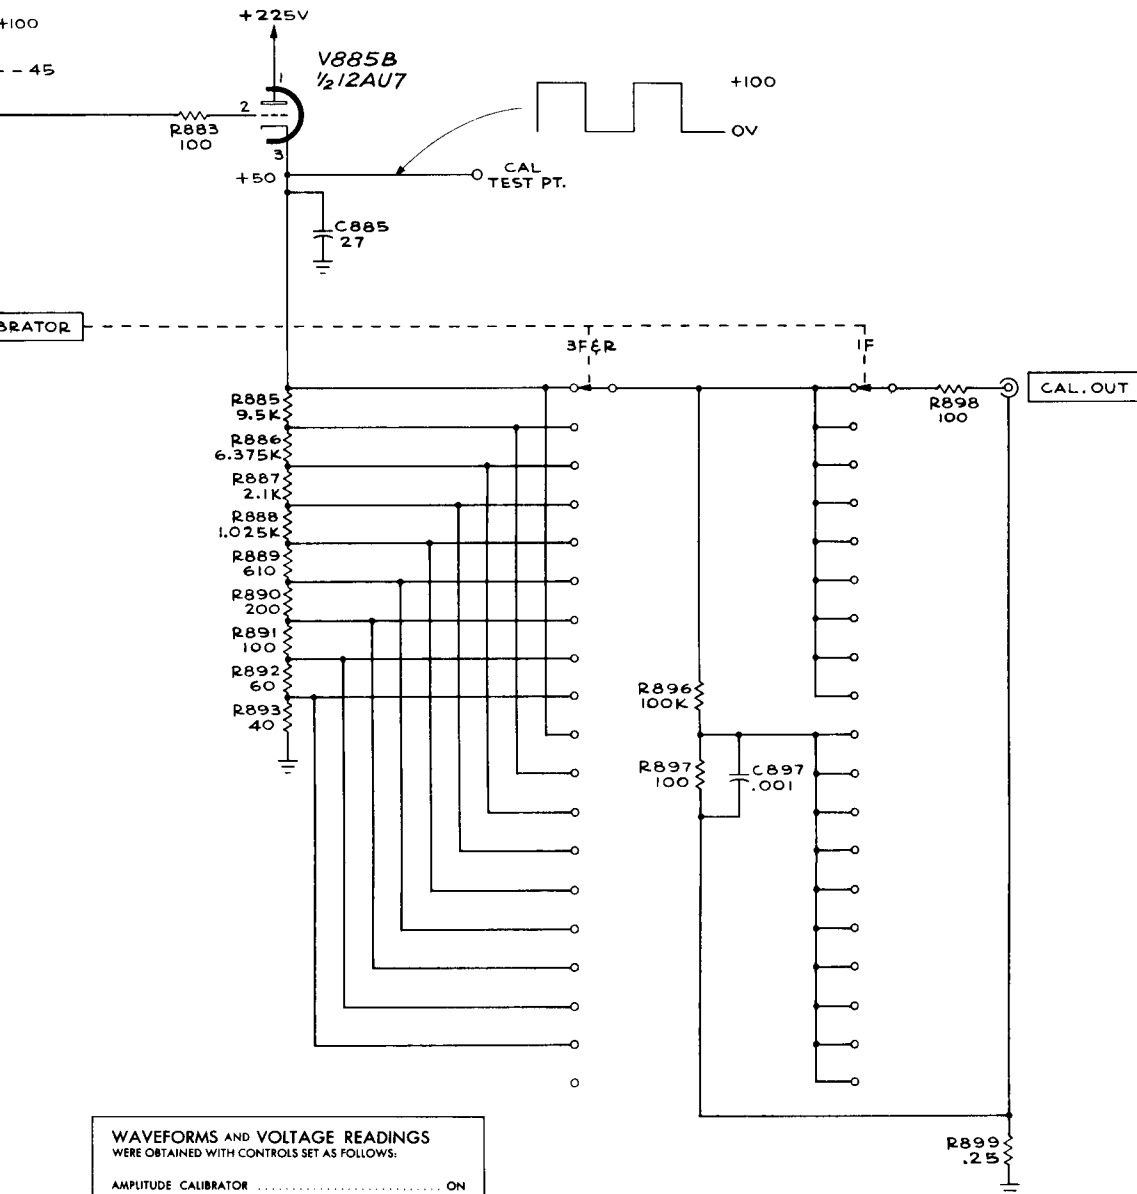 +100
+225V
- - 45
V885B
½12AU7
+100
0V
1
2
3
R883
100
+50
CAL
TEST PT.
C885
27
BRATOR
3F&R
1F
CAL. OUT
R898
100
R885
9.5K
R886
6.375K
R887
2.1K
R888
1.025K
R889
610
R890
200
R891
100
R892
60
R893
40
R896
100K
R897
100
C897
.001
R899
.25
WAVEFORMS AND VOLTAGE READINGS
WERE OBTAINED WITH CONTROLS SET AS FOLLOWS:
AMPLITUDE CALIBRATOR ........................... ON